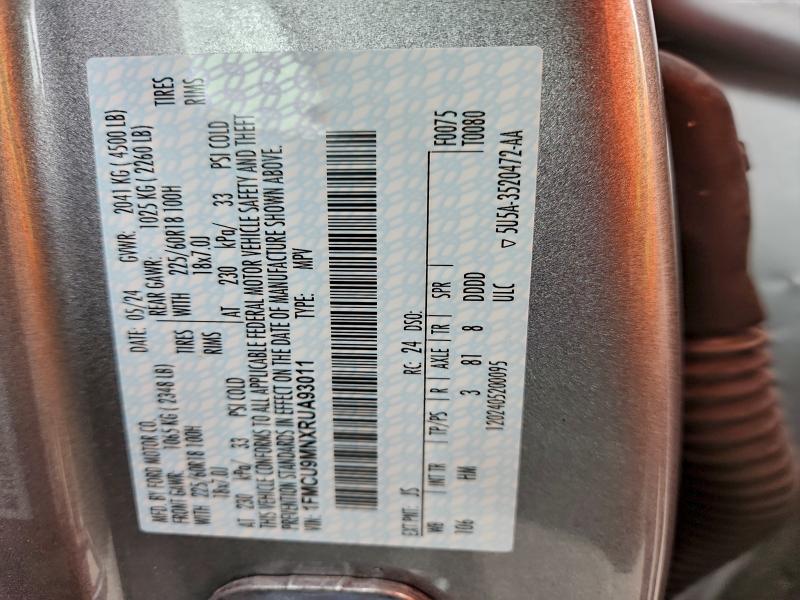 MFD. BY FORD MOTOR CO. DATE: 05/24 GVWR: 2041 KG ( 4500 LB)
FRONT GAWR: 1065 KG ( 2348 LB) REAR GAWR: 1025 KG ( 2260 LB)
WITH 225/60R18 100H TIRES WITH 225/60R18 100H TIRES
18x7.0J RIMS 18x7.0J RIMS
AT 230 kPa/ 33 PSI COLD AT 230 kPa/ 33 PSI COLD
THIS VEHICLE CONFORMS TO ALL APPLICABLE FEDERAL MOTOR VEHICLE SAFETY AND THEFT
PREVENTION STANDARDS IN EFFECT ON THE DATE OF MANUFACTURE SHOWN ABOVE.
VIN: 1FMCU9MNXRUA93011 TYPE: MPV
EXT PNT: JS RC: 24 DSO: F0075
WB INT TR TP/PS R AXLE TR SPR T0080
106 HM 3 81 8 DDDD
1202405200095 ULC ▽ 5U5A-3520472-AA